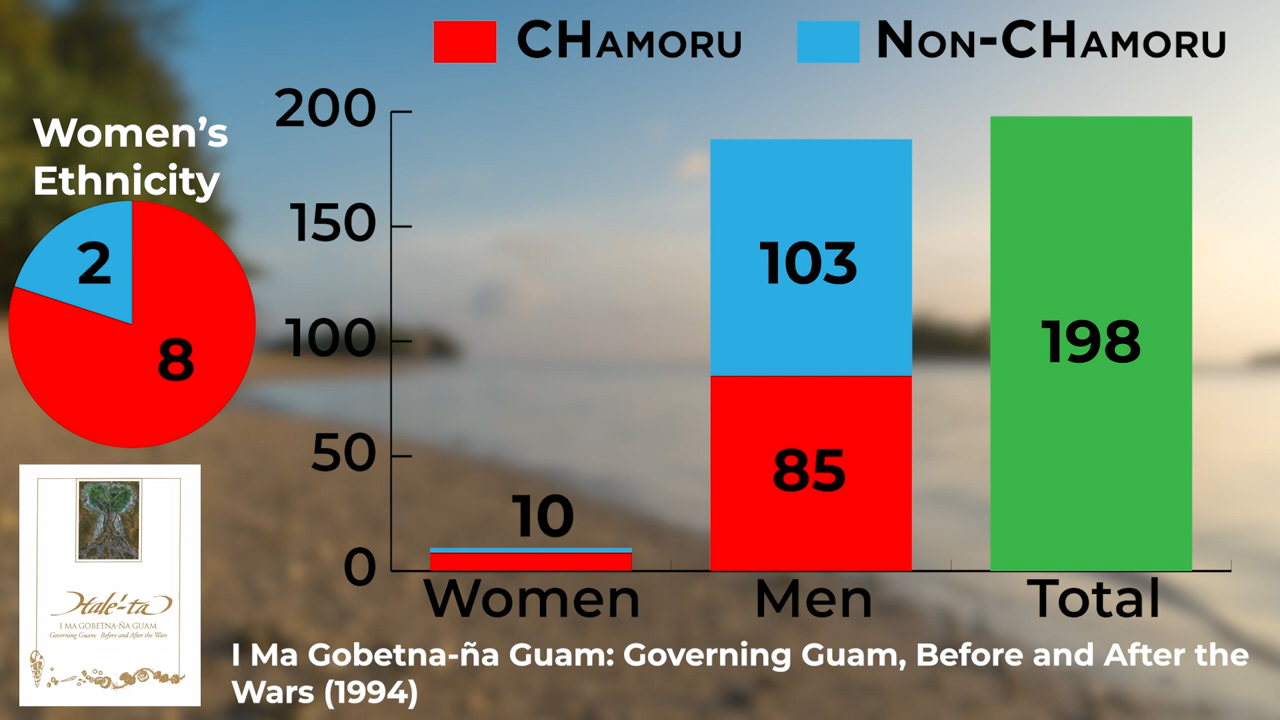 CHAMORU
NON-CHAMORU
Women's
Ethnicity
2
8
200
150
100
50
0
10
103
85
198
Women
Men
Total
Halé-ta
I MA GOBETNA-ÑA GUAM
Governing Guam: Before and After the Wars
I Ma Gobetna-ña Guam: Governing Guam, Before and After the
Wars (1994)